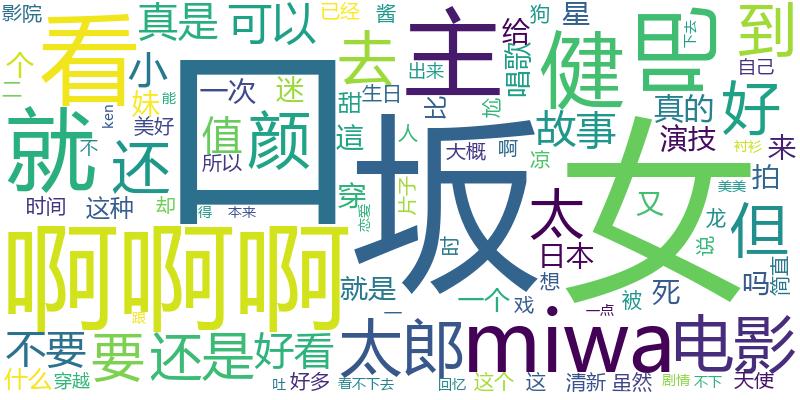 影院
真是
可以
已经
酱
狗
星
看
个
二
小
妹
ken
能
美好
不
就
还
日
一次
迷
值
颜
所以
甜
生日
這
去
出来
比
主
给
唱歌
尬
健
下去
到
自己
真的
好
演技
来
故事
人
大概
啊
凉
衬衫
拍
美美
时间
这种
却
得
本来
穿
恋爱
片子
时
坂
太
日本
女
又
龙
说
但
吗
简直
啊啊啊
就是
一个
戏
想
被
死
一
一点
跟
不要
要
还是
好看
太郎
miwa
电影
什么
穿越
吐
好多
看不下去
回忆
这个
这
清新
虽然
剧情
不下
天使